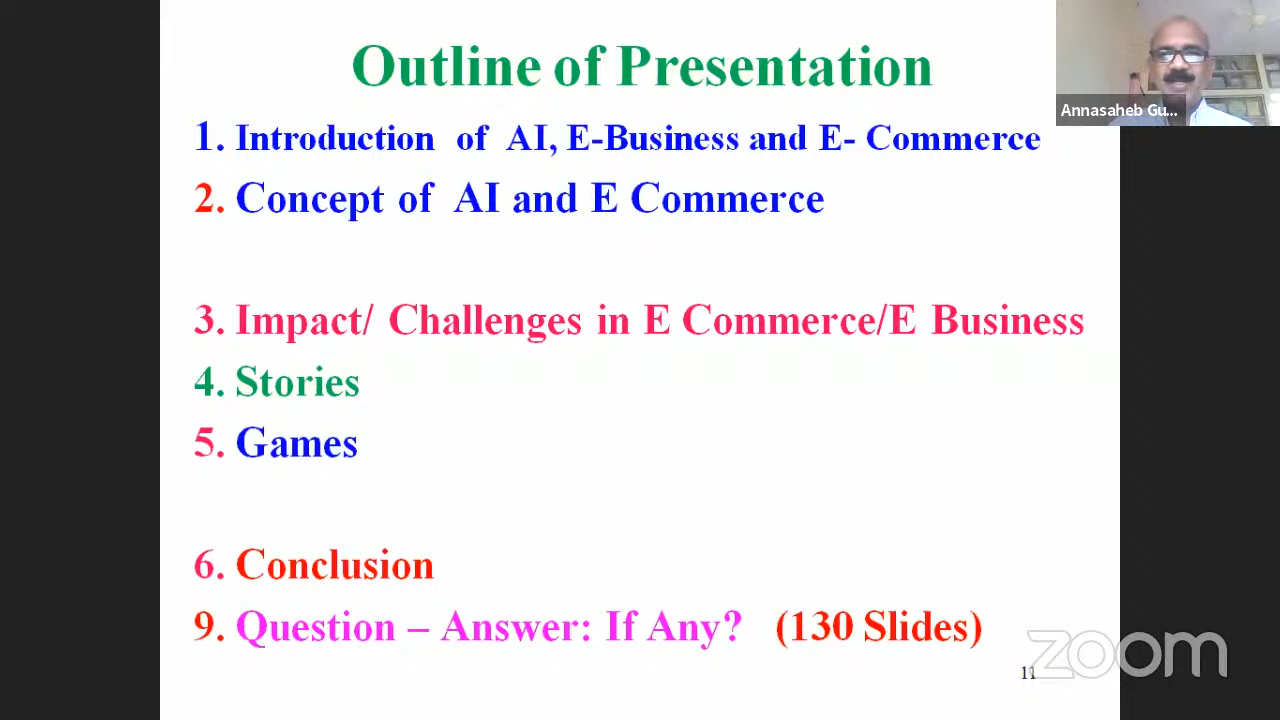 Outline of Presentation
Annasaheb Gu...
1. Introduction of AI, E-Business and E- Commerce
2. Concept of AI and E Commerce
3. Impact/ Challenges in E Commerce/E Business
4. Stories
5. Games
6. Conclusion
9. Question – Answer: If Any? (130 Slides)
zoom
11